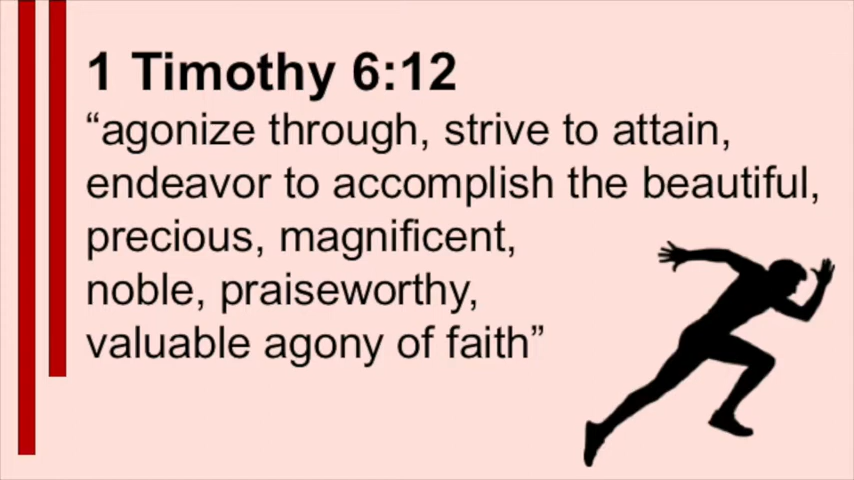 1 Timothy 6:12
“agonize through, strive to attain,
endeavor to accomplish the beautiful,
precious, magnificent,
noble, praiseworthy,
valuable agony of faith”